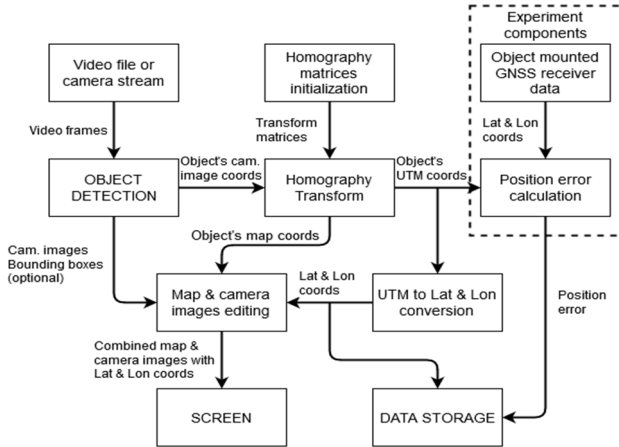 Experiment
components
Video file or
camera stream
Homography
matrices
initialization
Object mounted
GNSS receiver
data
Video frames
Transform
matrices
Lat & Lon
coords
Object's cam.
image coords
Object's
UTM coords
OBJECT
DETECTION
Homography
Transform
Position error
calculation
Object's map coords
Cam. images
Bounding boxes
(optional)
Lat & Lon
coords
Map & camera
images editing
UTM to Lat & Lon
conversion
Position
error
Combined map &
camera images with
Lat & Lon coords
SCREEN
DATA STORAGE